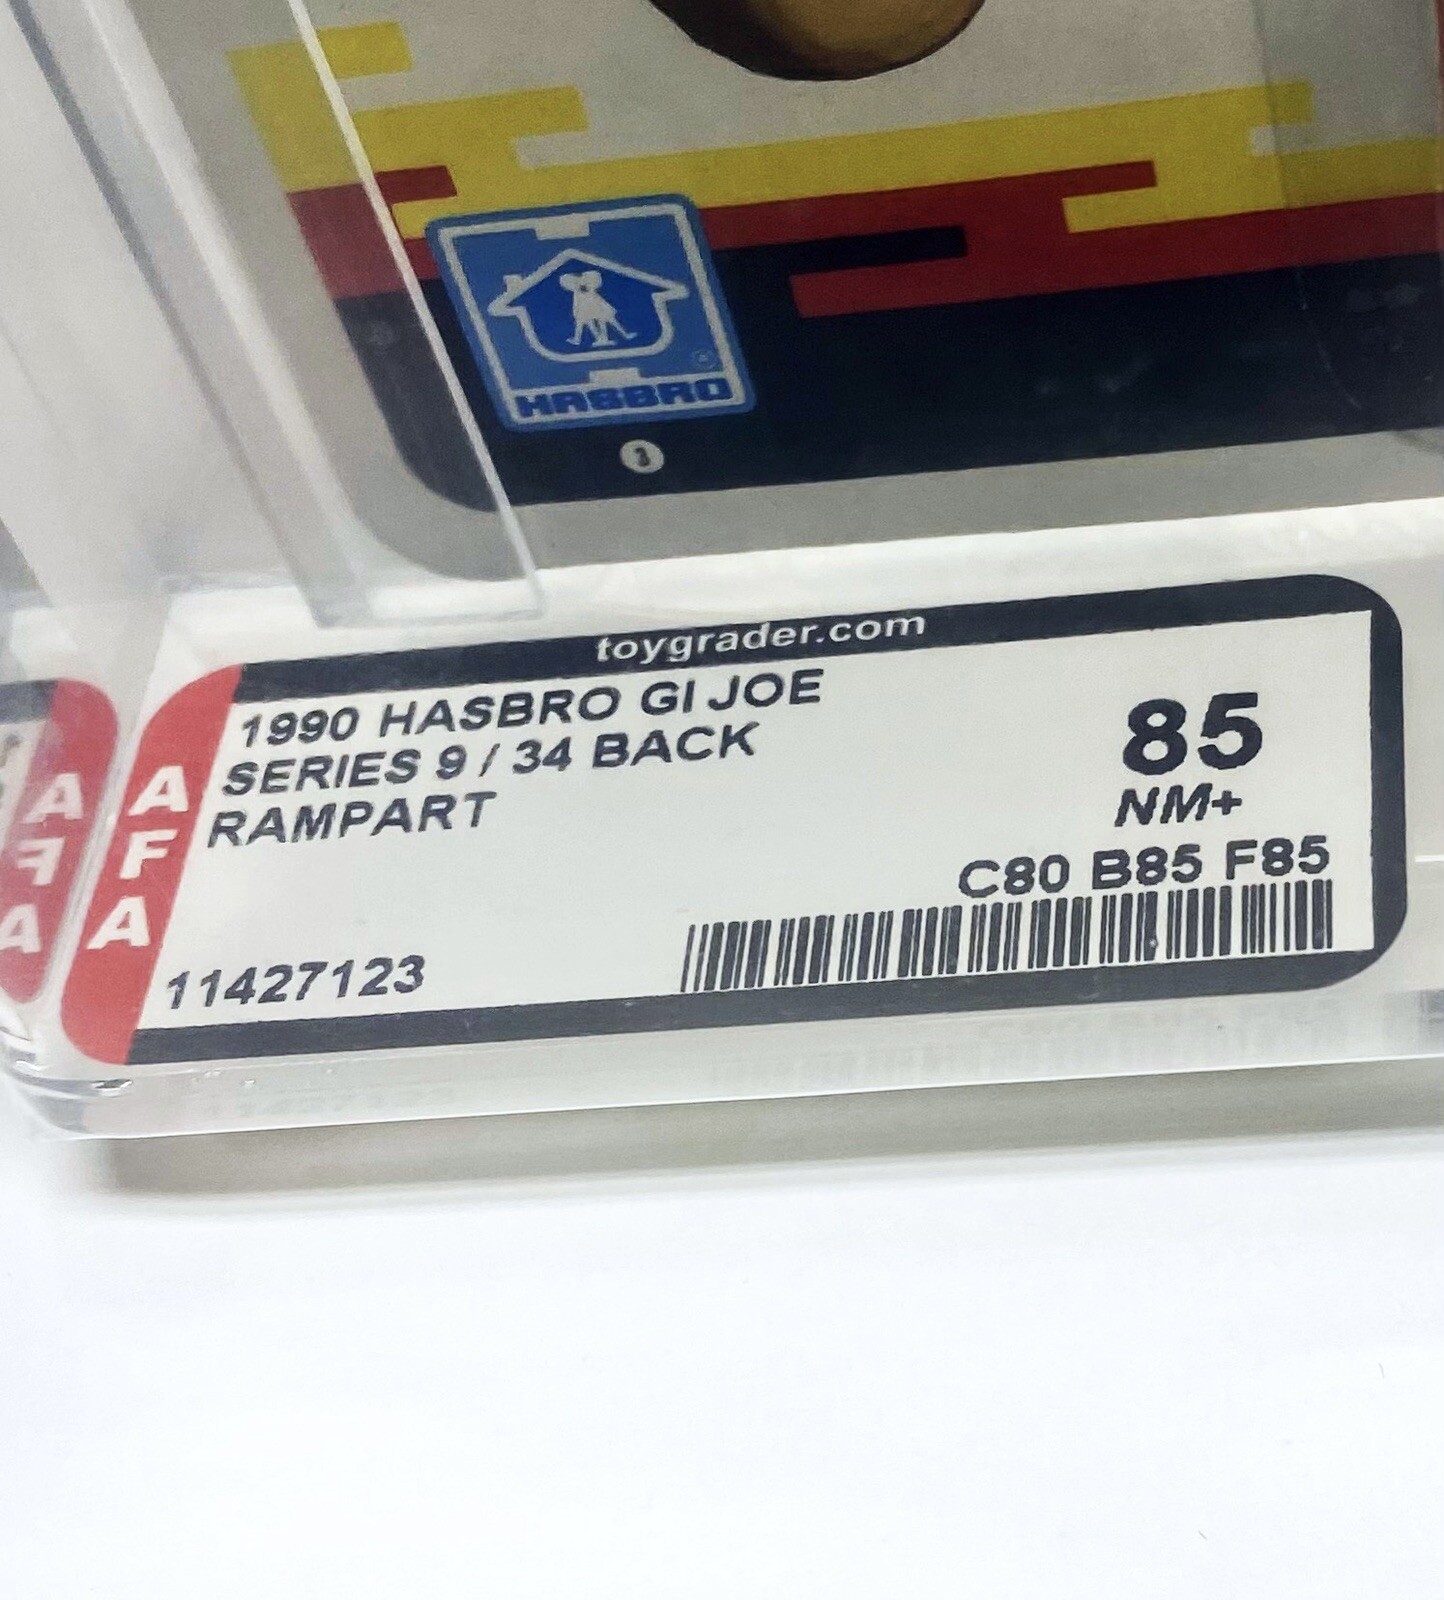 HASBRO
®
3
toygrader.com
1990 HASBRO GI JOE
SERIES 9 / 34 BACK
RAMPART
85
NM+
C80 B85 F85
AFA
11427123